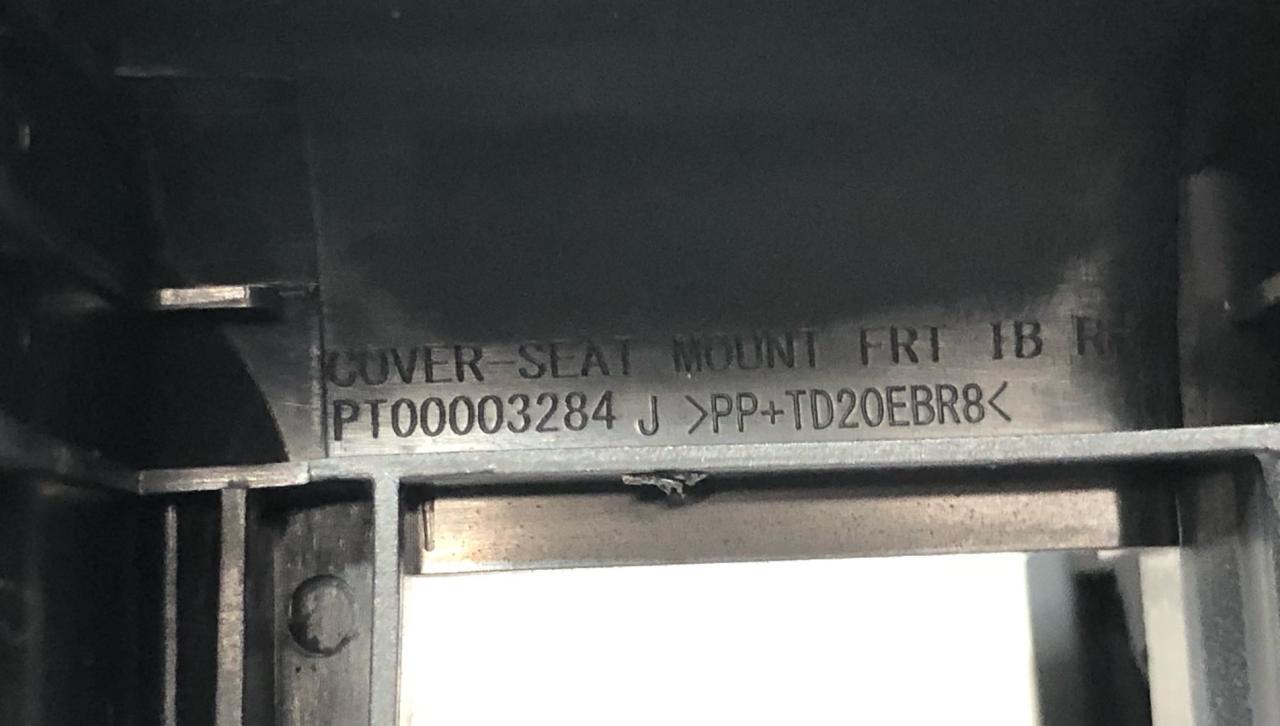 COVER-SEAT MOUNT FRT IB
PT00003284 J >PP+TD20EBR8<